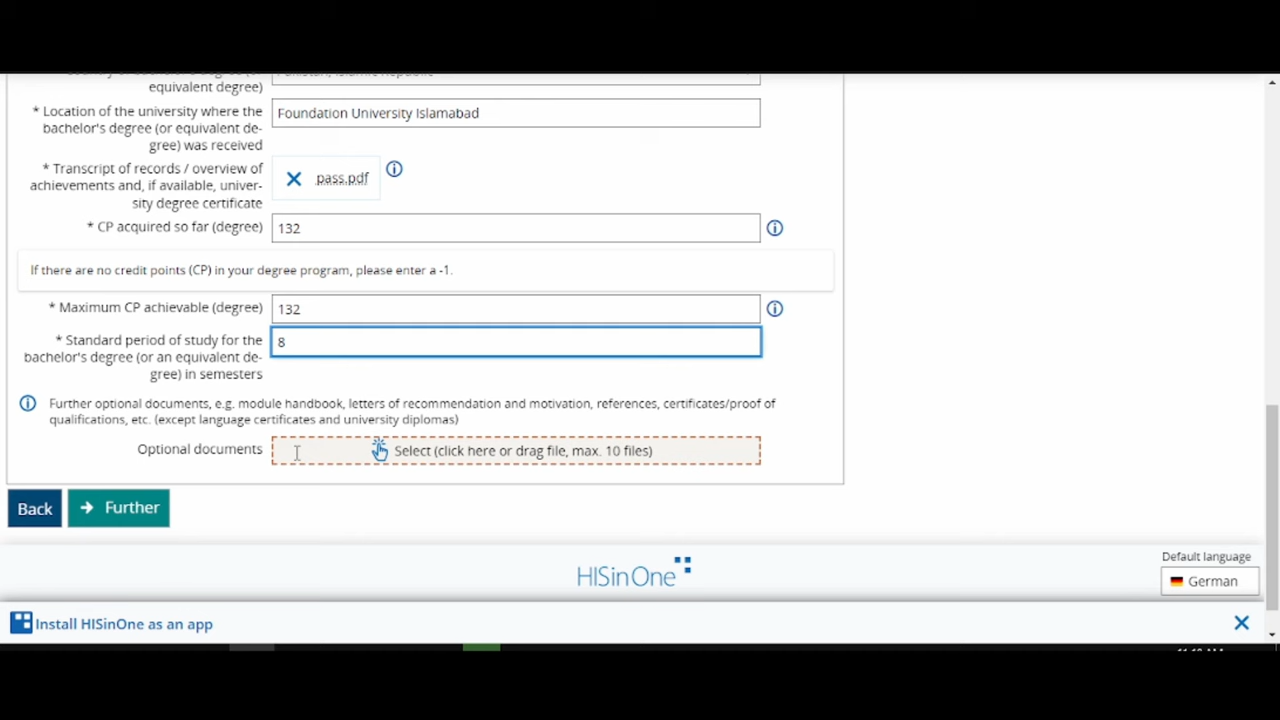 equivalent degree)
* Location of the university where the
bachelor's degree (or equivalent de-
gree) was received
Foundation University Islamabad
* Transcript of records / overview of
achievements and, if available, univer-
sity degree certificate
pass.pdf
* CP acquired so far (degree)
132
If there are no credit points (CP) in your degree program, please enter a -1.
* Maximum CP achievable (degree)
132
* Standard period of study for the
bachelor's degree (or an equivalent de-
gree) in semesters
8
Further optional documents, e.g. module handbook, letters of recommendation and motivation, references, certificates/proof of
qualifications, etc. (except language certificates and university diplomas)
Optional documents
Select (click here or drag file, max. 10 files)
Back
Further
HISinOne
Default language
German
Install HISinOne as an app